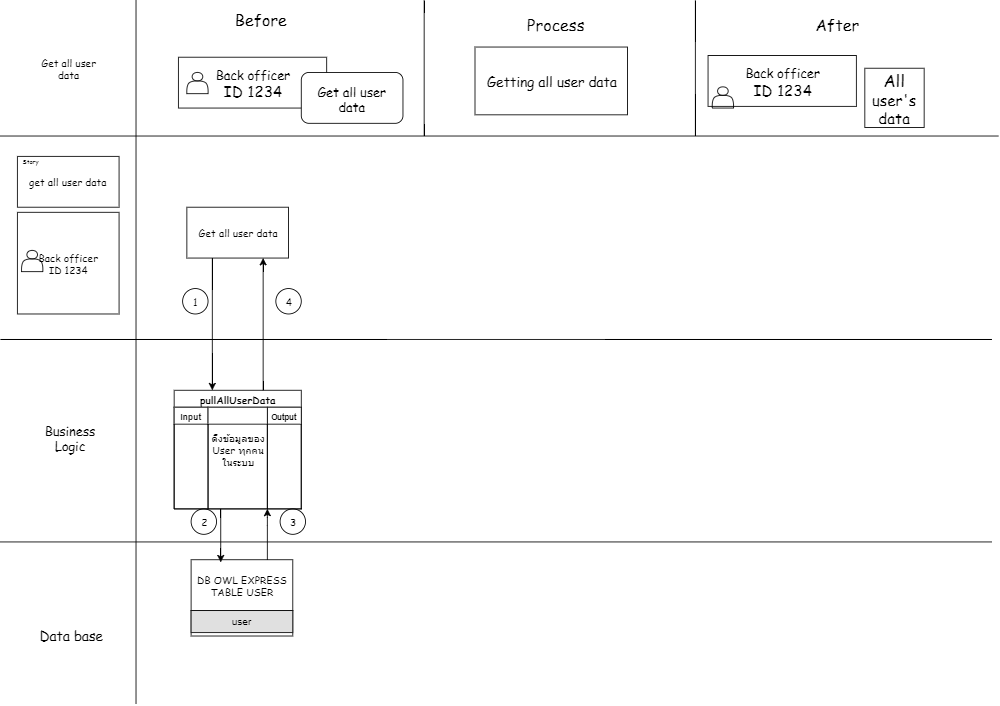 Before
Process
After
Get all user
data
Back officer
ID 1234
Get all user
data
Getting all user data
Back officer
ID 1234
All
user's
data
Story
get all user data
Back officer
ID 1234
Get all user data
1
4
Business
Logic
pullAllUserData
Input
Output
ดึงข้อมูลของ
User ทุกคน
ในระบบ
2
3
Data base
DB OWL EXPRESS
TABLE USER
user